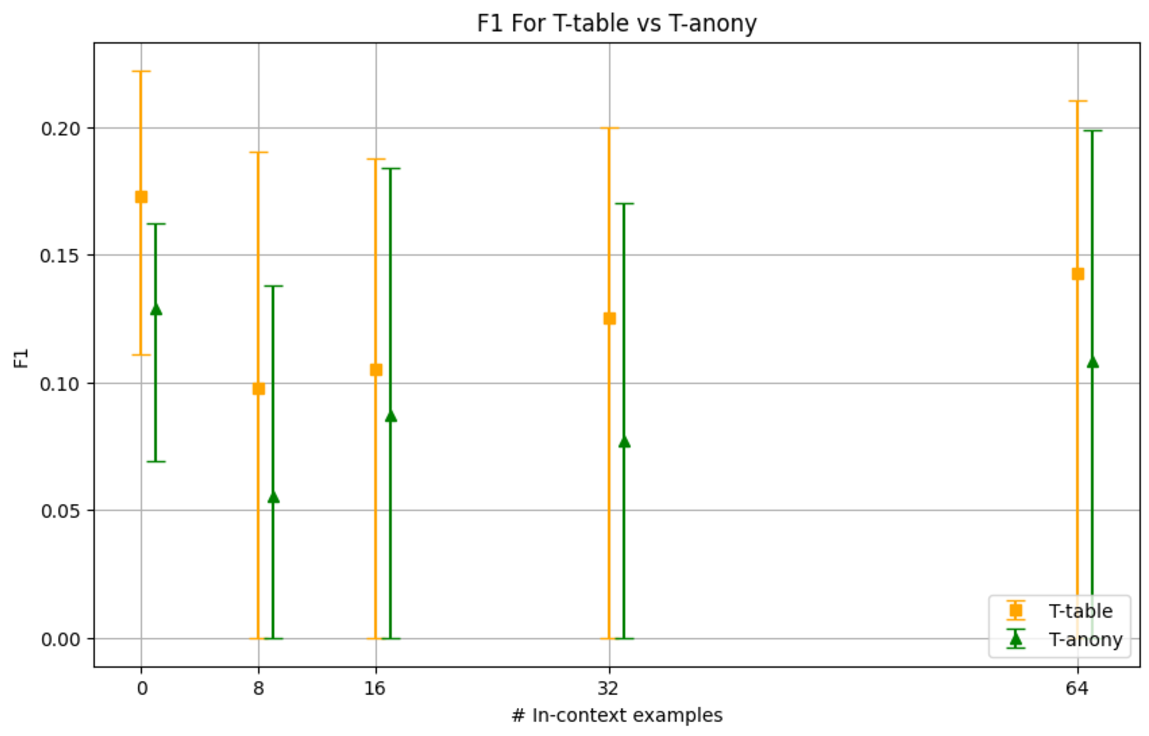 F1 For T-table vs T-anony
F1
0.20
0.15
0.10
0.05
0.00
0 8 16 32 64
# In-context examples
T-table
T-anony